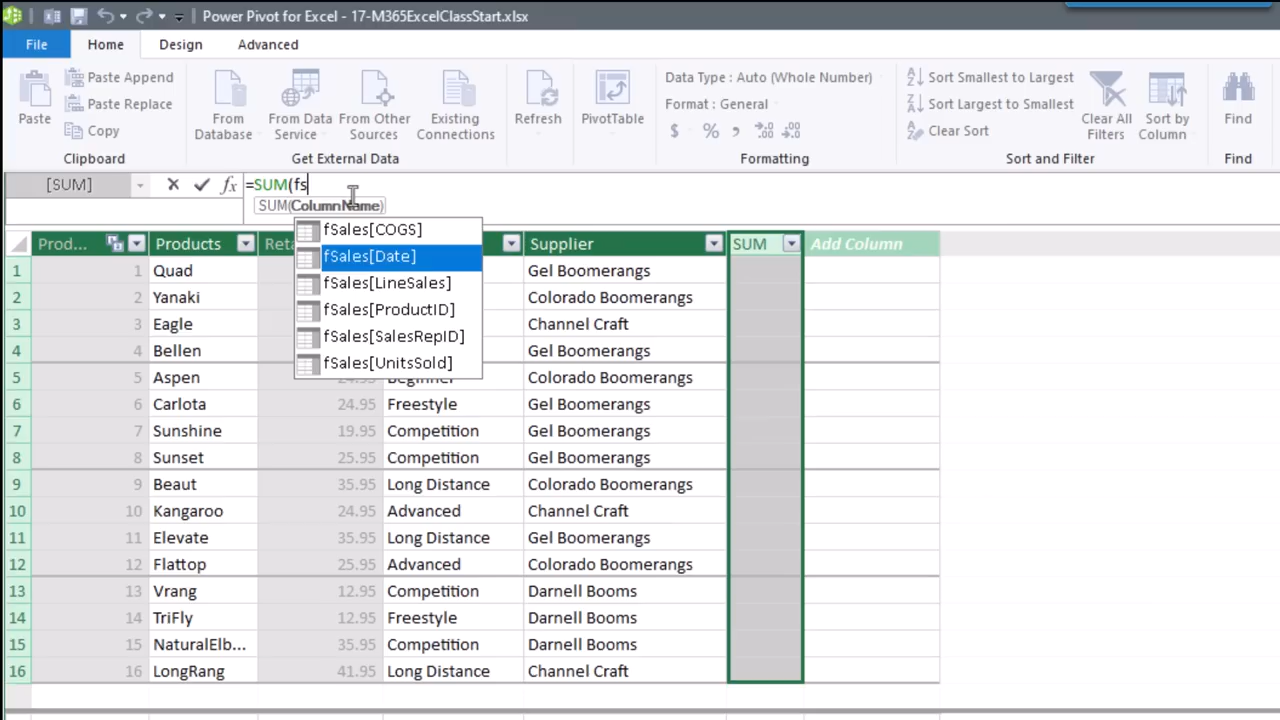 Power Pivot for Excel - 17-M365ExcelClassStart.xlsx
File Home Design Advanced
Paste
Paste Append
Paste Replace
Copy
Clipboard
From Database
From Data Service
From Other Sources
Existing Connections
Get External Data
Refresh
PivotTable
Data Type : Auto (Whole Number)
Format : General
$ % ,
Formatting
Sort Smallest to Largest
Sort Largest to Smallest
Clear Sort
Clear All Filters
Sort by Column
Sort and Filter
Find
Find
[SUM] fx =SUM(fs
SUM(ColumnName)
fSales[COGS]
fSales[Date]
fSales[LineSales]
fSales[ProductID]
fSales[SalesRepID]
fSales[UnitsSold]
Prod... Products Reta Supplier SUM Add Column
1 1 Quad Gel Boomerangs
2 2 Yanaki Colorado Boomerangs
3 3 Eagle Channel Craft
4 4 Bellen Gel Boomerangs
5 5 Aspen Colorado Boomerangs
6 6 Carlota 24.95 Freestyle Gel Boomerangs
7 7 Sunshine 19.95 Competition Gel Boomerangs
8 8 Sunset 25.95 Competition Gel Boomerangs
9 9 Beaut 35.95 Long Distance Colorado Boomerangs
10 10 Kangaroo 24.95 Advanced Channel Craft
11 11 Elevate 35.95 Long Distance Gel Boomerangs
12 12 Flattop 25.95 Advanced Colorado Boomerangs
13 13 Vrang 12.95 Competition Darnell Booms
14 14 TriFly 12.95 Freestyle Darnell Booms
15 15 NaturalElb... 35.95 Competition Darnell Booms
16 16 LongRang 41.95 Long Distance Channel Craft